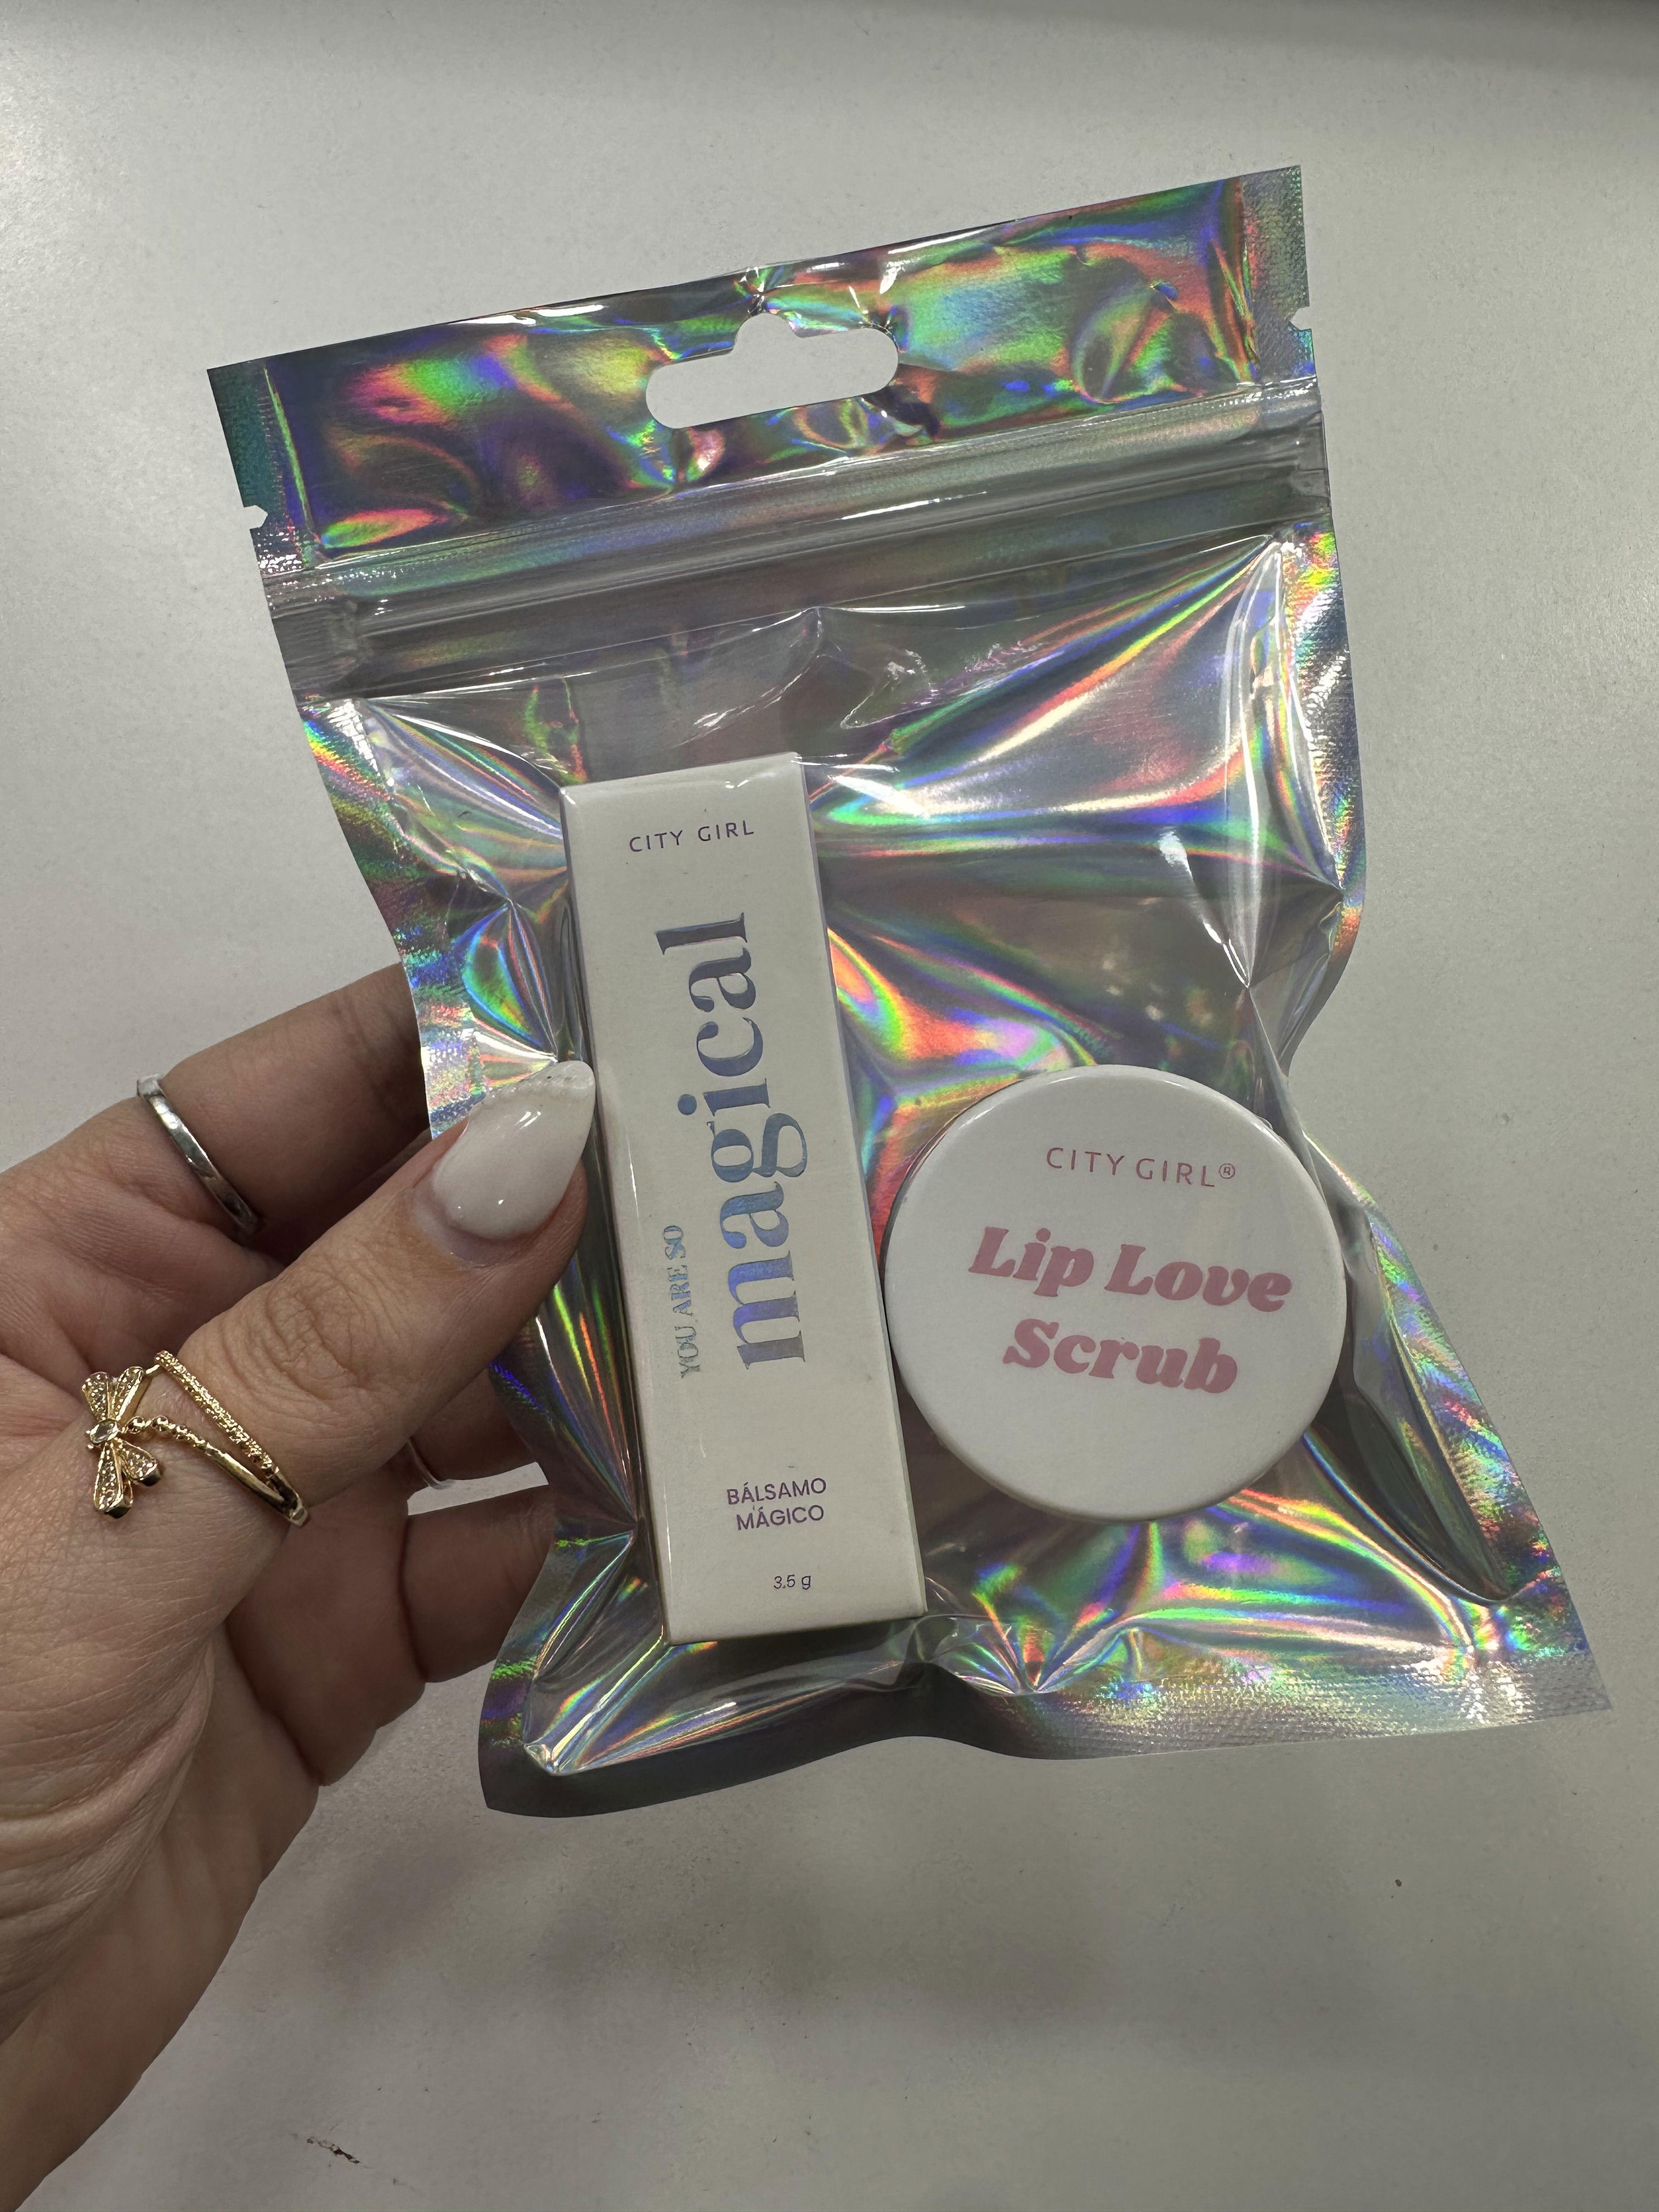 CITY GIRL
YOU ARE SO
magical
BÁLSAMO
MÁGICO
3.5 g
CITY GIRL®
Lip Love
Scrub